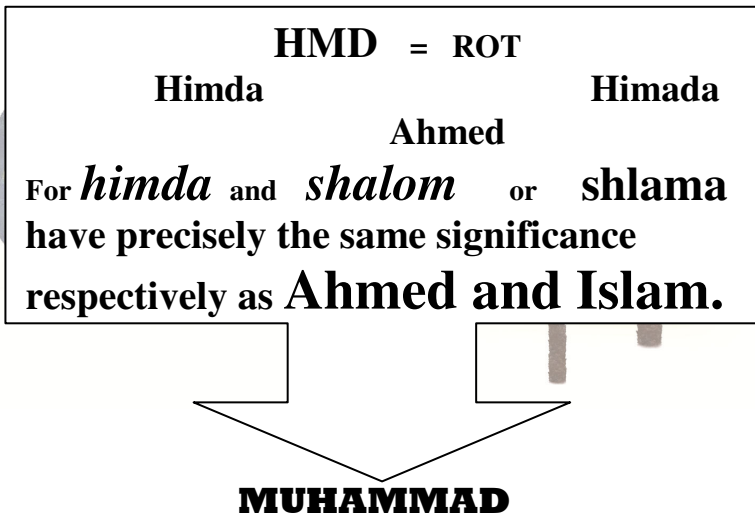 HMD = ROT
Himda Himada
Ahmed
For himda and shalom or shlama
have precisely the same significance
respectively as Ahmed and Islam.
MUHAMMAD